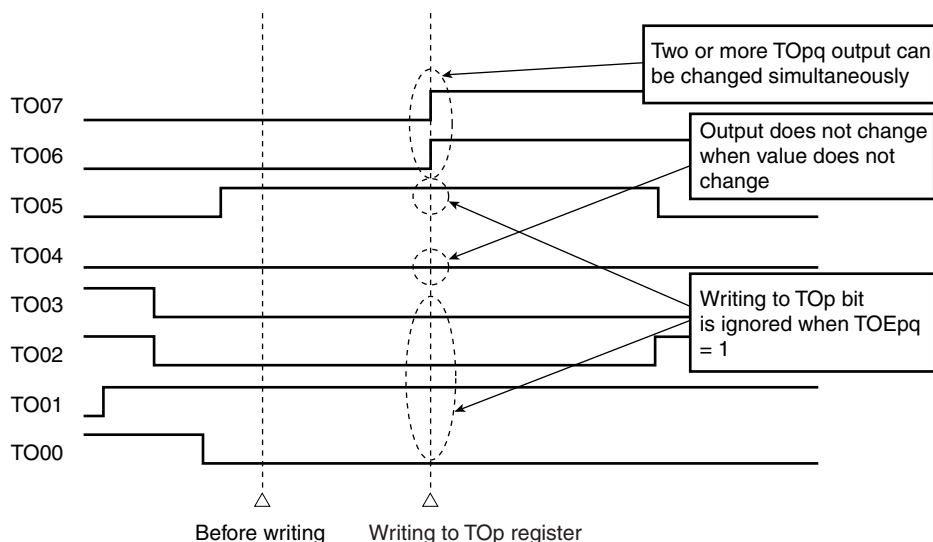 Two or more TOpq output can
be changed simultaneously
TO07
Output does not change
when value does not
change
TO06
TO05
TO04
TO03
Writing to TOp bit
is ignored when TOEpq
= 1
TO02
TO01
TO00
Before writing
Writing to TOp register